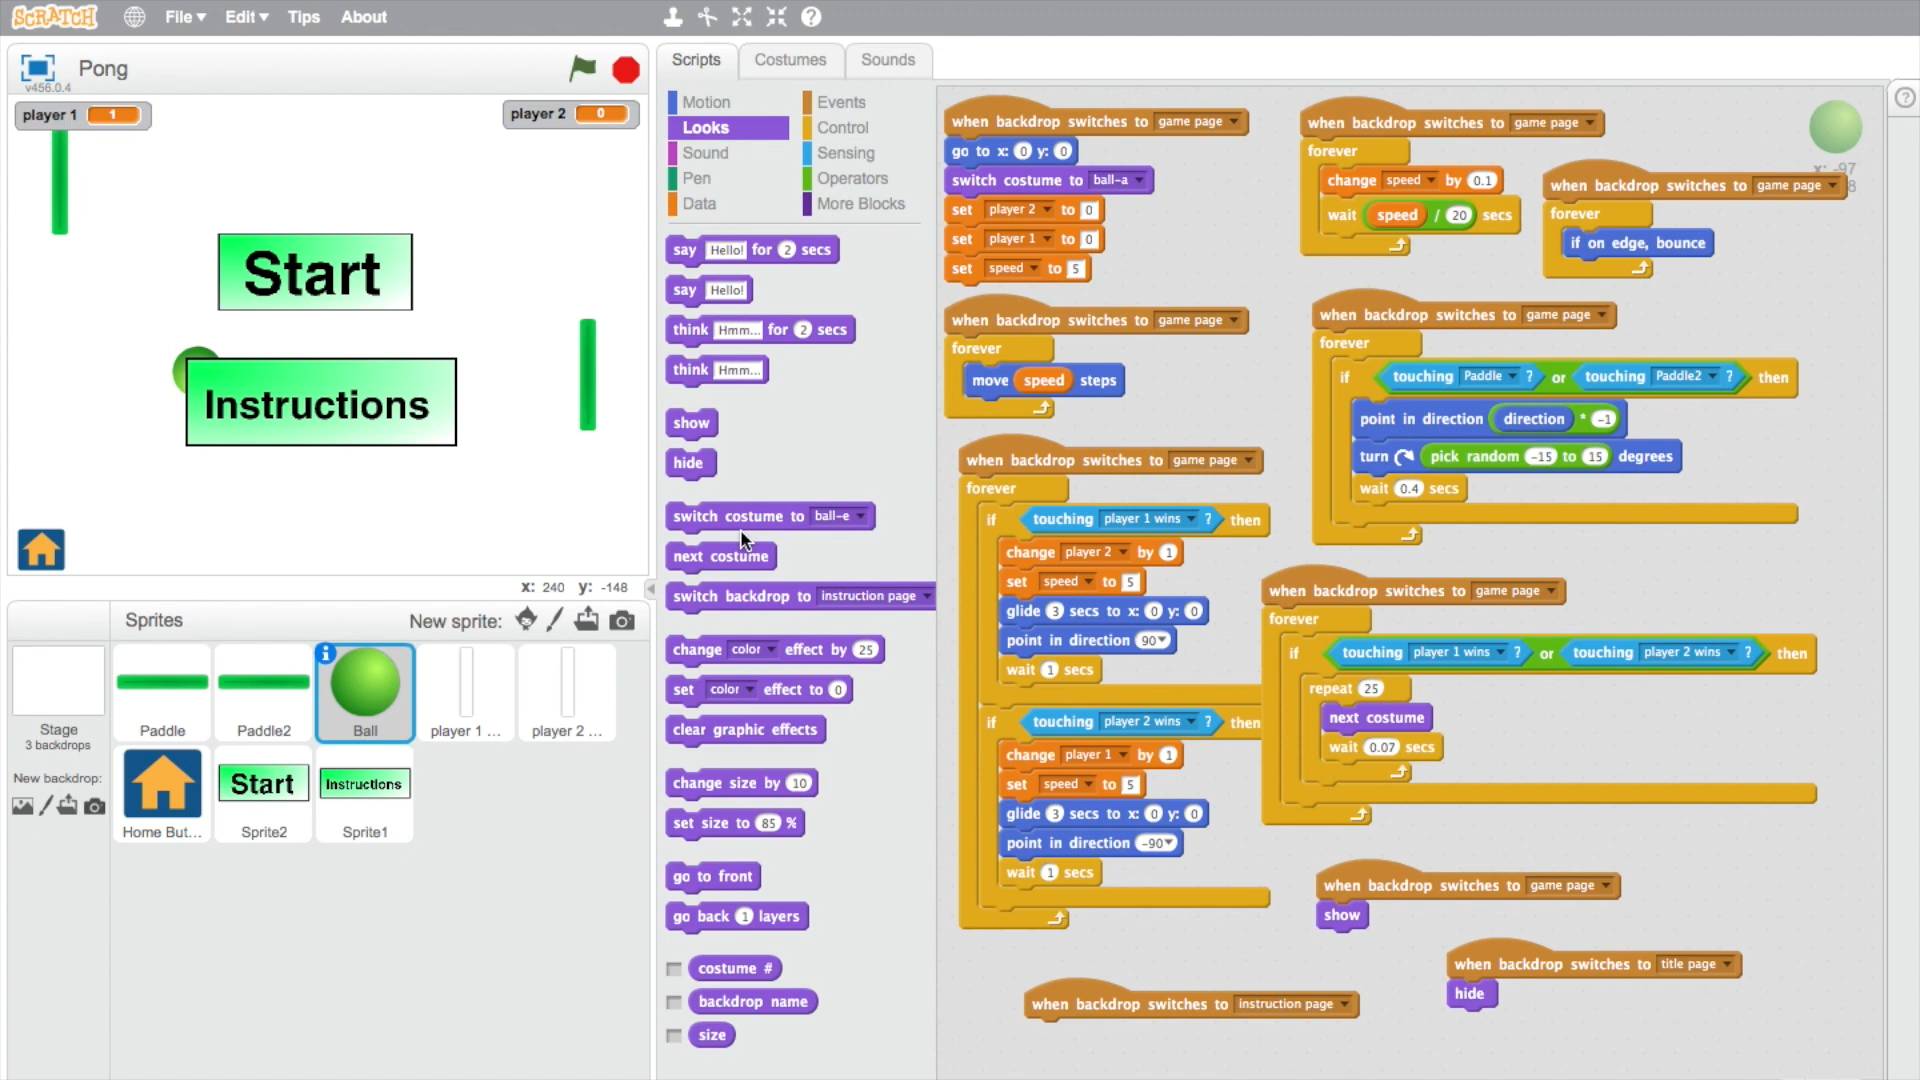 SCRATCH File Edit Tips About
v456.0.4
Pong
player 1 1
player 2 0
Start
Instructions
x: 240 y: -148
Sprites New sprite:
Stage
3 backdrops
New backdrop:
Paddle
Paddle2
Ball
player 1 ...
player 2 ...
Home But...
Start
Sprite2
Instructions
Sprite1
Scripts Costumes Sounds
Motion Events
Looks Control
Sound Sensing
Pen Operators
Data More Blocks
say Hello! for 2 secs
say Hello!
think Hmm... for 2 secs
think Hmm...
show
hide
switch costume to ball-e
next costume
switch backdrop to instruction page
change color effect by 25
set color effect to 0
clear graphic effects
change size by 10
set size to 85 %
go to front
go back 1 layers
costume #
backdrop name
size
when backdrop switches to game page
go to x: 0 y: 0
switch costume to ball-a
set player 2 to 0
set player 1 to 0
set speed to 5
when backdrop switches to game page
forever
move speed steps
when backdrop switches to game page
forever
if touching player 1 wins ? then
change player 2 by 1
set speed to 5
glide 3 secs to x: 0 y: 0
point in direction 90
wait 1 secs
if touching player 2 wins ? then
change player 1 by 1
set speed to 5
glide 3 secs to x: 0 y: 0
point in direction -90
wait 1 secs
when backdrop switches to instruction page
when backdrop switches to game page
forever
change speed by 0.1
wait speed / 20 secs
x: -97
when backdrop switches to game page
forever
if on edge, bounce
when backdrop switches to game page
forever
if touching Paddle ? or touching Paddle2 ? then
point in direction direction * -1
turn pick random -15 to 15 degrees
wait 0.4 secs
when backdrop switches to game page
forever
if touching player 1 wins ? or touching player 2 wins ? then
repeat 25
next costume
wait 0.07 secs
when backdrop switches to game page
show
when backdrop switches to title page
hide